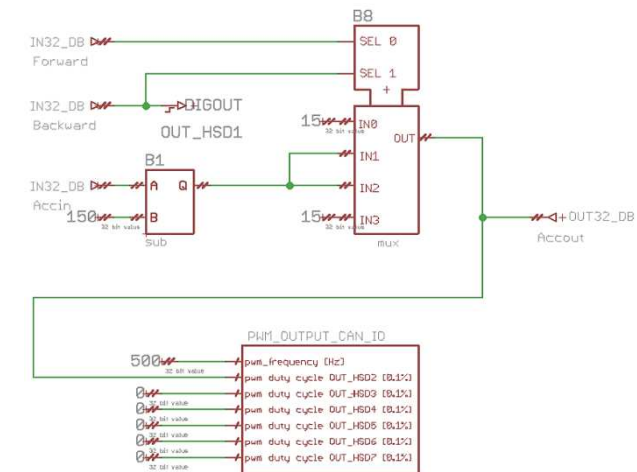 B8
IN32_DB
SEL 0
Forward
SEL 1
+
IN32_DB
DIGOUT
Backward
OUT_HSD1
15
32 bit value
IN0
OUT
B1
IN1
IN32_DB
A Q
IN2
+OUT32_DB
Accin
150
32 bit value
B
15
32 bit value
IN3
Accout
sub
mux
PWM_OUTPUT_CAN_IO
500
32 bit value
pwm_frequency [Hz]
pwm duty cycle OUT_HSD2 [0.1%]
0
32 bit value
pwm duty cycle OUT_HSD3 [0.1%]
0
32 bit value
pwm duty cycle OUT_HSD4 [0.1%]
0
32 bit value
pwm duty cycle OUT_HSD5 [0.1%]
0
32 bit value
pwm duty cycle OUT_HSD6 [0.1%]
0
32 bit value
pwm duty cycle OUT_HSD7 [0.1%]